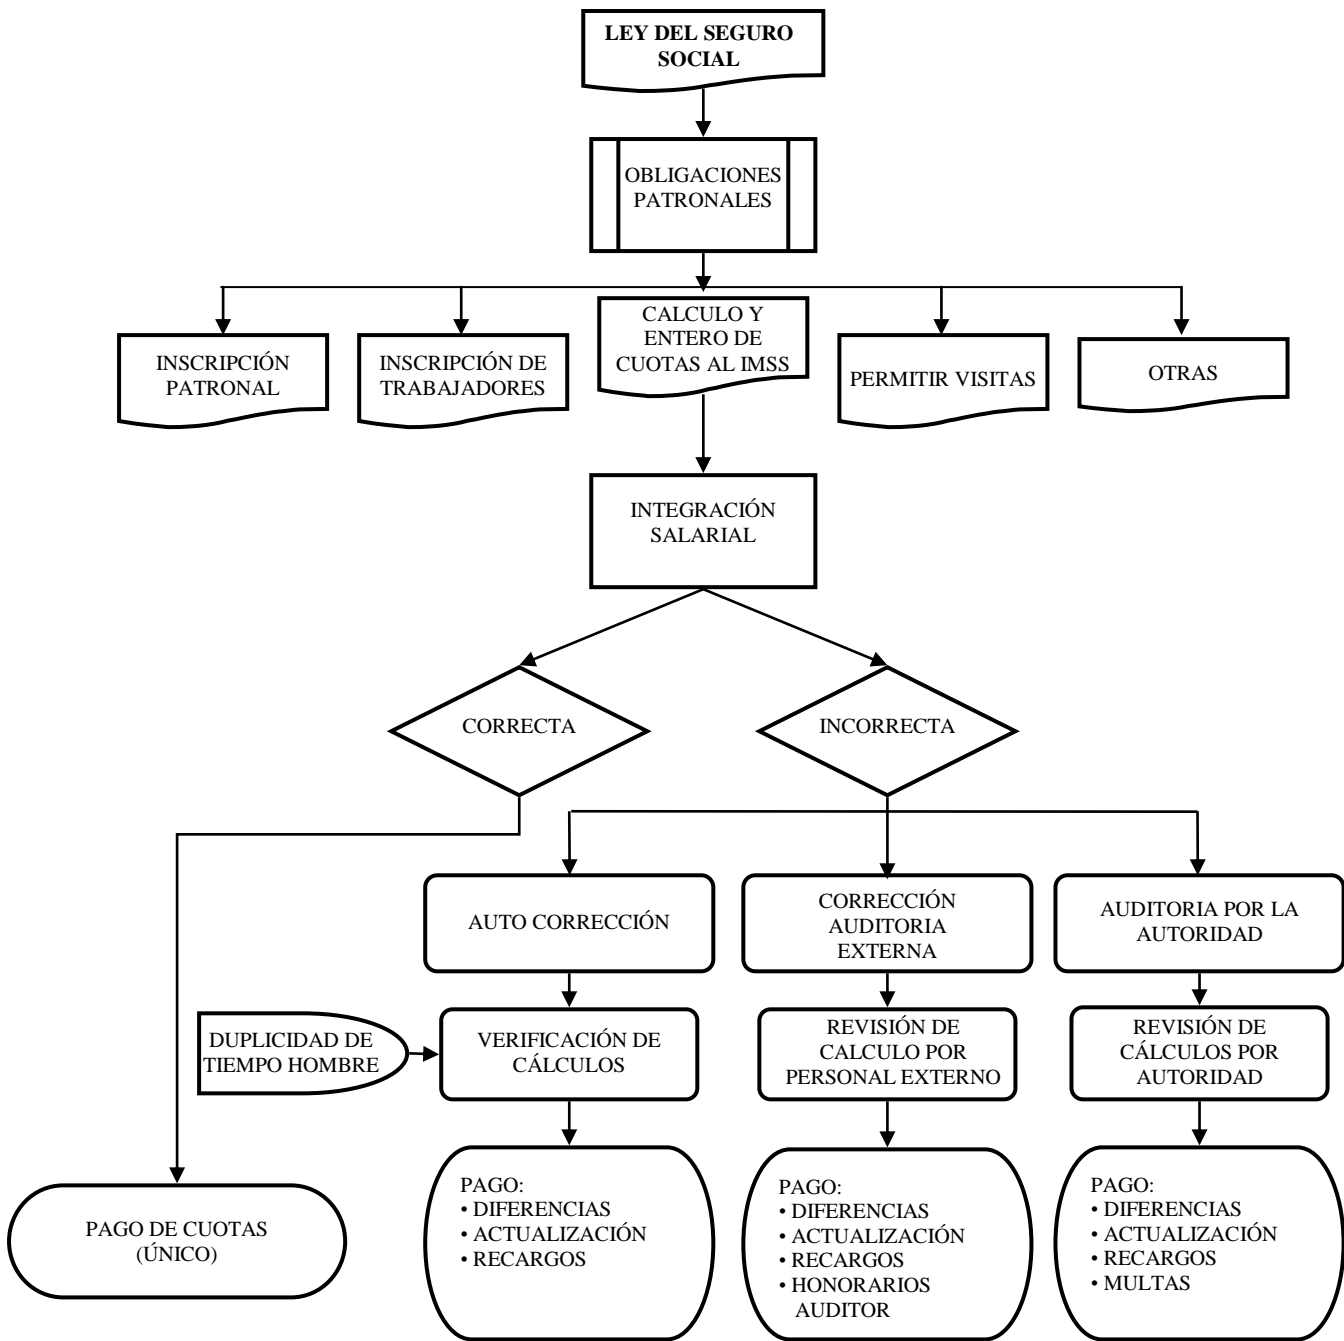 LEY DEL SEGURO
SOCIAL
OBLIGACIONES
PATRONALES
INSCRIPCIÓN
PATRONAL
INSCRIPCIÓN DE
TRABAJADORES
CALCULO Y
ENTERO DE
CUOTAS AL IMSS
PERMITIR VISITAS
OTRAS
INTEGRACIÓN
SALARIAL
CORRECTA
INCORRECTA
AUTO CORRECCIÓN
CORRECCIÓN
AUDITORIA
EXTERNA
AUDITORIA POR LA
AUTORIDAD
DUPLICIDAD DE
TIEMPO HOMBRE
VERIFICACIÓN DE
CÁLCULOS
REVISIÓN DE
CALCULO POR
PERSONAL EXTERNO
REVISIÓN DE
CÁLCULOS POR
AUTORIDAD
PAGO DE CUOTAS
(ÚNICO)
PAGO:
• DIFERENCIAS
• ACTUALIZACIÓN
• RECARGOS
PAGO:
• DIFERENCIAS
• ACTUALIZACIÓN
• RECARGOS
• HONORARIOS
AUDITOR
PAGO:
• DIFERENCIAS
• ACTUALIZACIÓN
• RECARGOS
• MULTAS